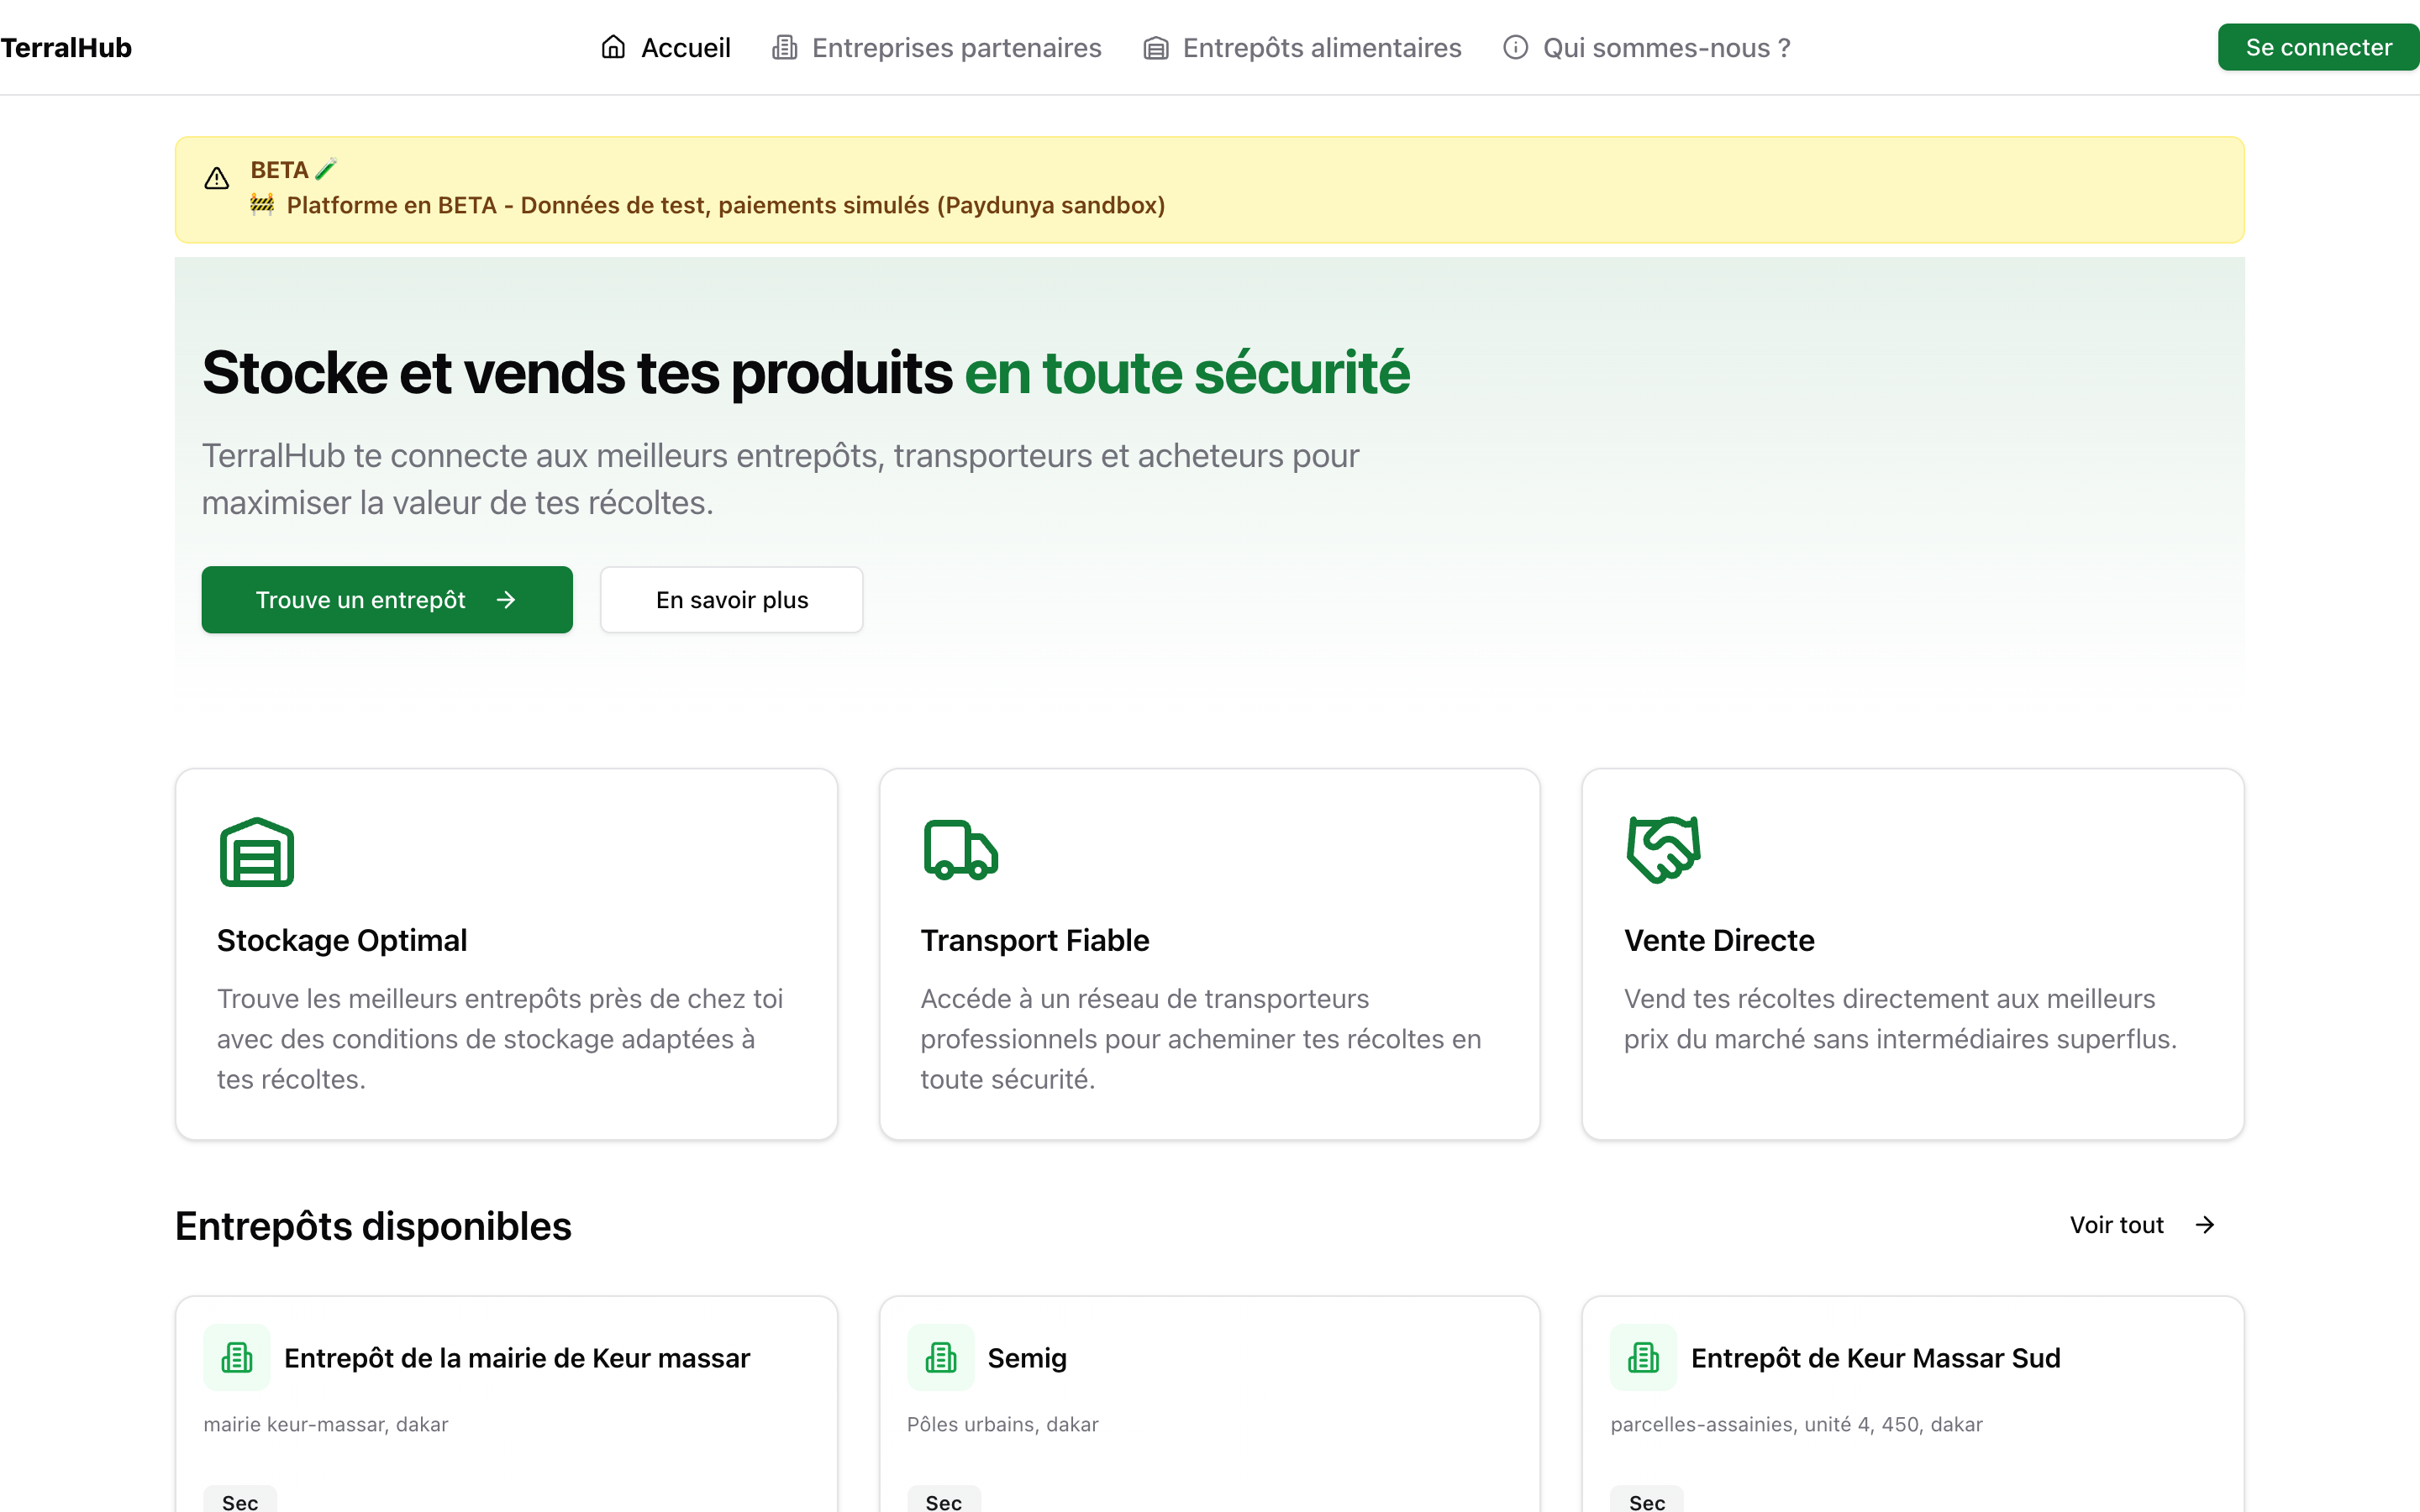 TerralHub
Accueil
Entreprises partenaires
Entrepôts alimentaires
Qui sommes-nous ?
Se connecter
BETA🧪
🚧 Platforme en BETA - Données de test, paiements simulés (Paydunya sandbox)
Stocke et vends tes produits en toute sécurité
TerralHub te connecte aux meilleurs entrepôts, transporteurs et acheteurs pour
maximiser la valeur de tes récoltes.
Trouve un entrepôt →
En savoir plus
Stockage Optimal
Trouve les meilleurs entrepôts près de chez toi
avec des conditions de stockage adaptées à
tes récoltes.
Transport Fiable
Accéde à un réseau de transporteurs
professionnels pour acheminer tes récoltes en
toute sécurité.
Vente Directe
Vend tes récoltes directement aux meilleurs
prix du marché sans intermédiaires superflus.
Entrepôts disponibles
Voir tout →
Entrepôt de la mairie de Keur massar
mairie keur-massar, dakar
Sec
Semig
Pôles urbains, dakar
Sec
Entrepôt de Keur Massar Sud
parcelles-assainies, unité 4, 450, dakar
Sec